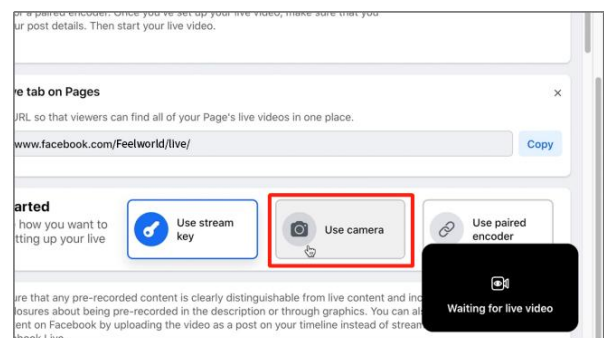 or a paired encoder. Once you've set up your live video, make sure that you
ur post details. Then start your live video.
ve tab on Pages
×
URL so that viewers can find all of your Page's live videos in one place.
www.facebook.com/Feelworld/live/
Copy
arted
how you want to
tting up your live
Use stream
key
Use camera
Use paired
encoder
ure that any pre-recorded content is clearly distinguishable from live content and inc
losures about being pre-recorded in the description or through graphics. You can al
ent on Facebook by uploading the video as a post on your timeline instead of stream
book Live.
Waiting for live video